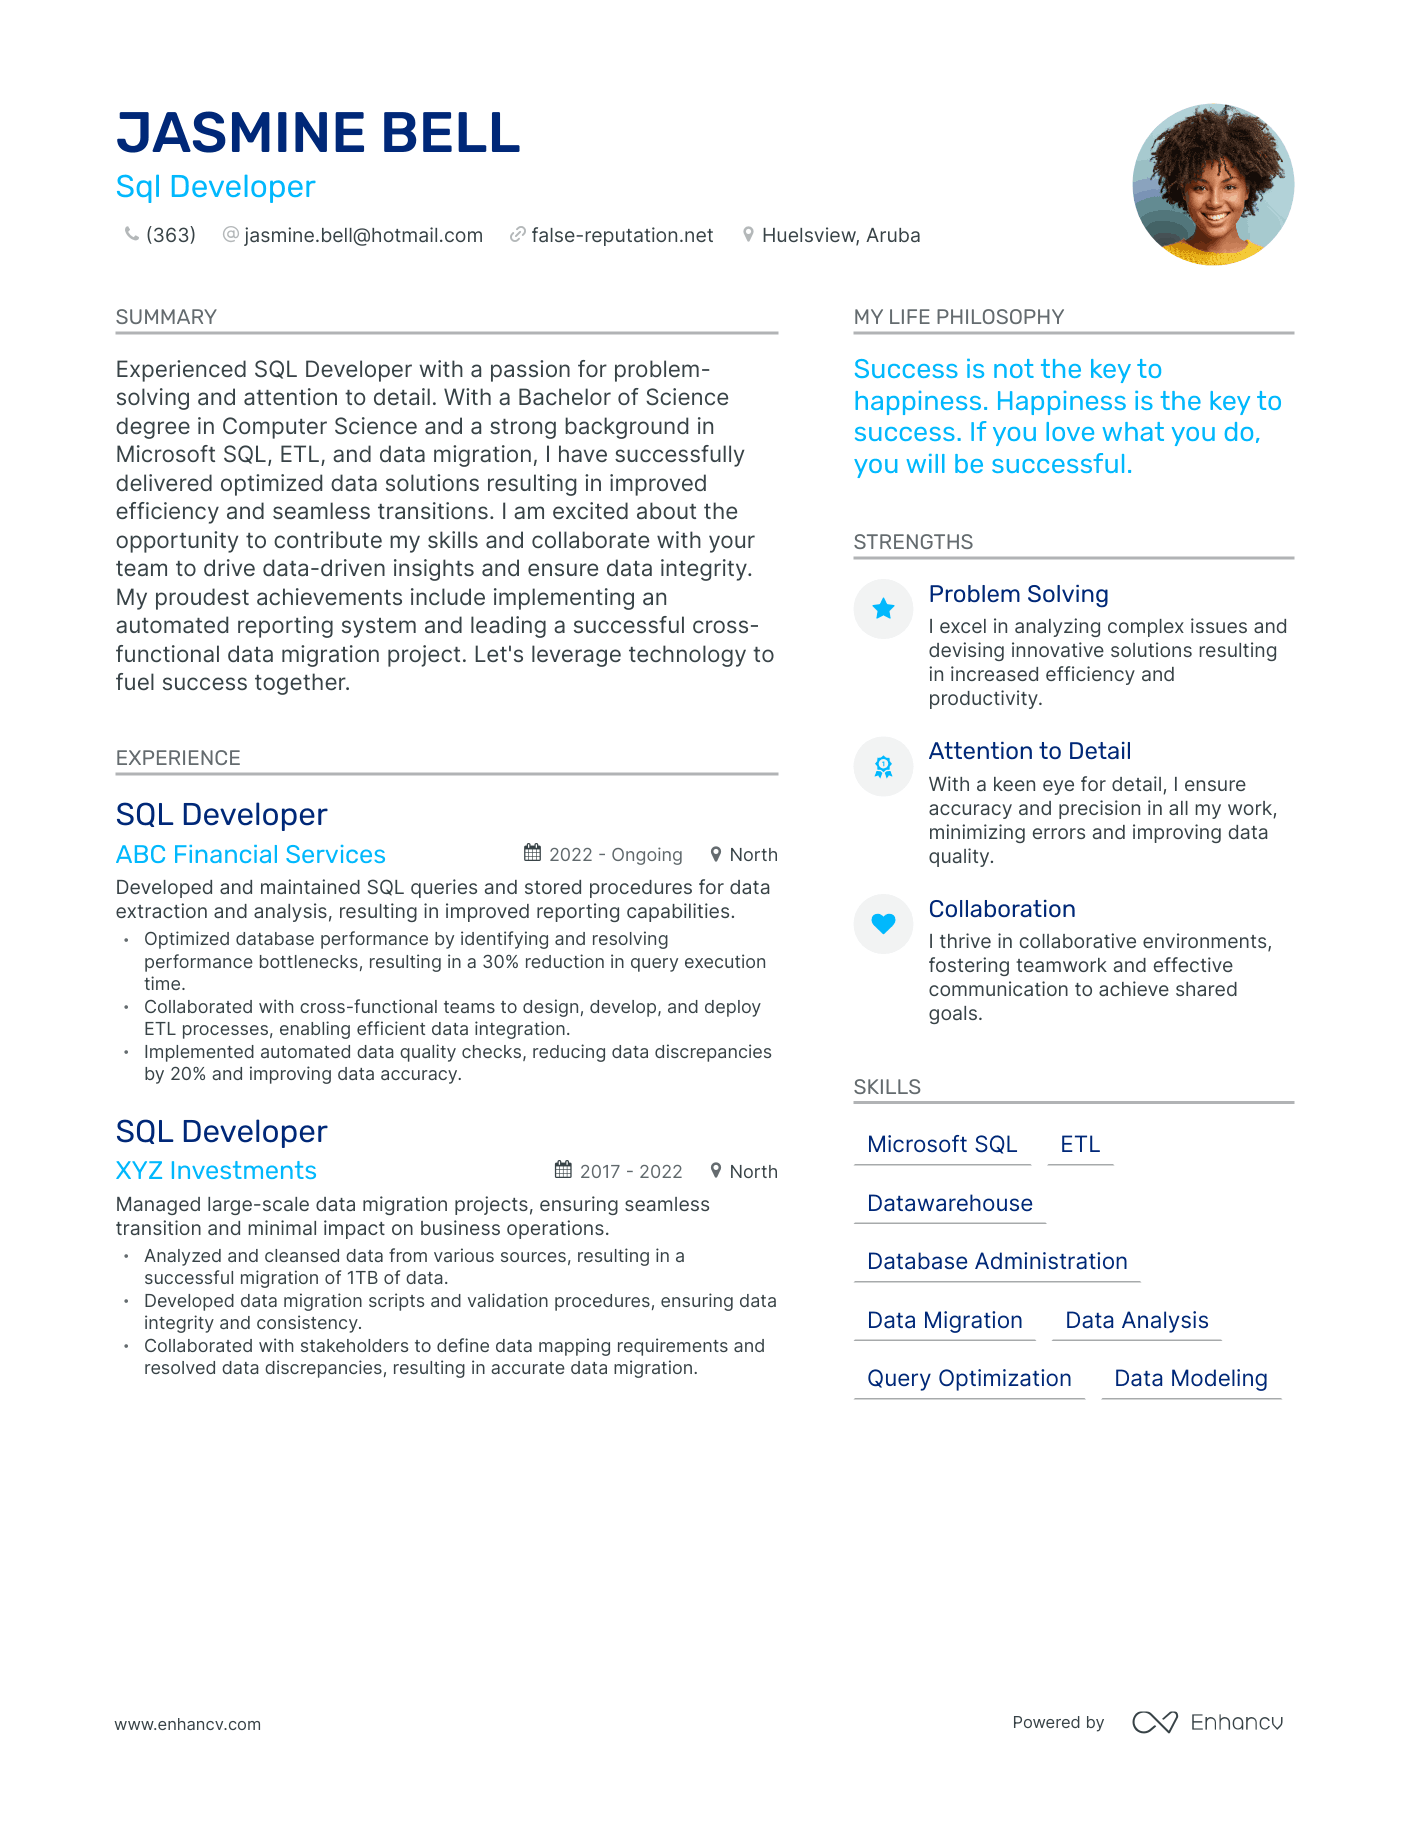 JASMINE BELL
Sql Developer
(363)
jasmine.bell@hotmail.com
false-reputation.net
Huelsview, Aruba
SUMMARY
Experienced SQL Developer with a passion for problem-
solving and attention to detail. With a Bachelor of Science
degree in Computer Science and a strong background in
Microsoft SQL, ETL, and data migration, I have successfully
delivered optimized data solutions resulting in improved
efficiency and seamless transitions. I am excited about the
opportunity to contribute my skills and collaborate with your
team to drive data-driven insights and ensure data integrity.
My proudest achievements include implementing an
automated reporting system and leading a successful cross-
functional data migration project. Let's leverage technology to
fuel success together.
EXPERIENCE
SQL Developer
ABC Financial Services
2022 - Ongoing
North
Developed and maintained SQL queries and stored procedures for data
extraction and analysis, resulting in improved reporting capabilities.
• Optimized database performance by identifying and resolving
performance bottlenecks, resulting in a 30% reduction in query execution
time.
• Collaborated with cross-functional teams to design, develop, and deploy
ETL processes, enabling efficient data integration.
• Implemented automated data quality checks, reducing data discrepancies
by 20% and improving data accuracy.
SQL Developer
XYZ Investments
2017 - 2022
North
Managed large-scale data migration projects, ensuring seamless
transition and minimal impact on business operations.
• Analyzed and cleansed data from various sources, resulting in a
successful migration of 1TB of data.
• Developed data migration scripts and validation procedures, ensuring data
integrity and consistency.
• Collaborated with stakeholders to define data mapping requirements and
resolved data discrepancies, resulting in accurate data migration.
MY LIFE PHILOSOPHY
Success is not the key to
happiness. Happiness is the key to
success. If you love what you do,
you will be successful.
STRENGTHS
Problem Solving
I excel in analyzing complex issues and
devising innovative solutions resulting
in increased efficiency and
productivity.
Attention to Detail
With a keen eye for detail, I ensure
accuracy and precision in all my work,
minimizing errors and improving data
quality.
Collaboration
I thrive in collaborative environments,
fostering teamwork and effective
communication to achieve shared
goals.
SKILLS
Microsoft SQL ETL
Datawarehouse
Database Administration
Data Migration Data Analysis
Query Optimization Data Modeling
www.enhancv.com
Powered by Enhancv